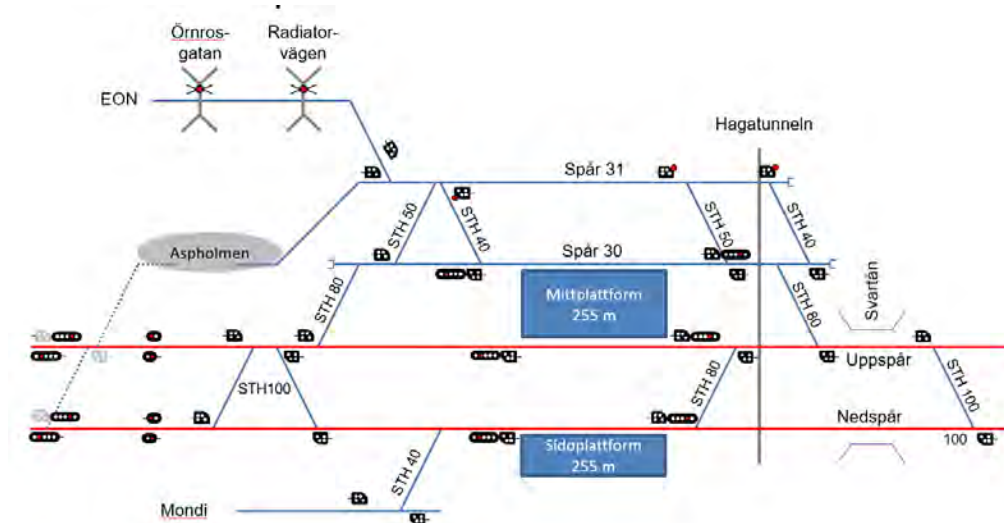 Örnros-
gatan
Radiator-
vägen
EON
Hagatunneln
Spår 31
STH 50
STH 40
STH 50
STH 40
Aspholmen
Spår 30
STH 80
Mittplattform
255 m
STH 80
Svartån
Uppspår
STH100
STH 80
STH 100
Nedspår
100
Sidoplattform
255 m
STH 40
Mondi